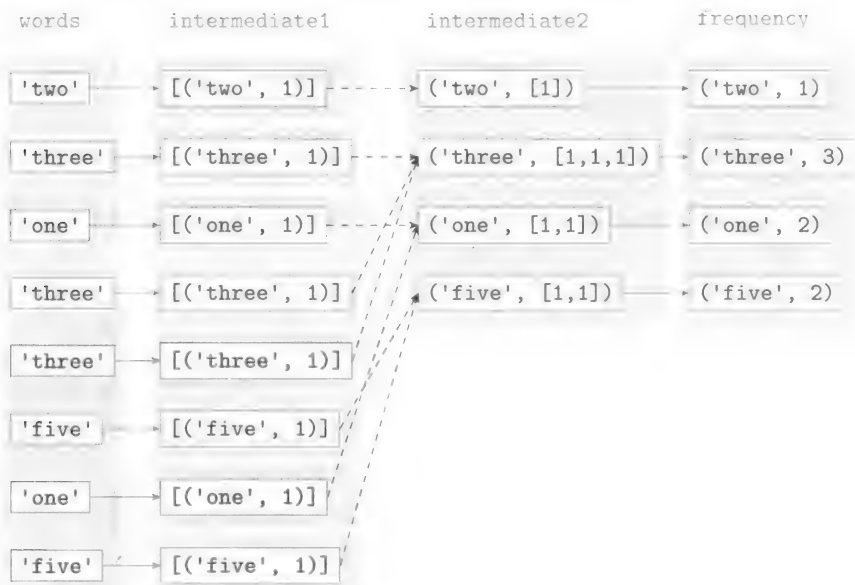 words intermediate1 intermediate2 frequency
'two' [('two', 1)] ('two', [1]) ('two', 1)
'three' [('three', 1)] ('three', [1,1,1]) ('three', 3)
'one' [('one', 1)] ('one', [1,1]) ('one', 2)
'three' [('three', 1)] ('five', [1,1]) ('five', 2)
'three' [('three', 1)]
'five' [('five', 1)]
'one' [('one', 1)]
'five' [('five', 1)]